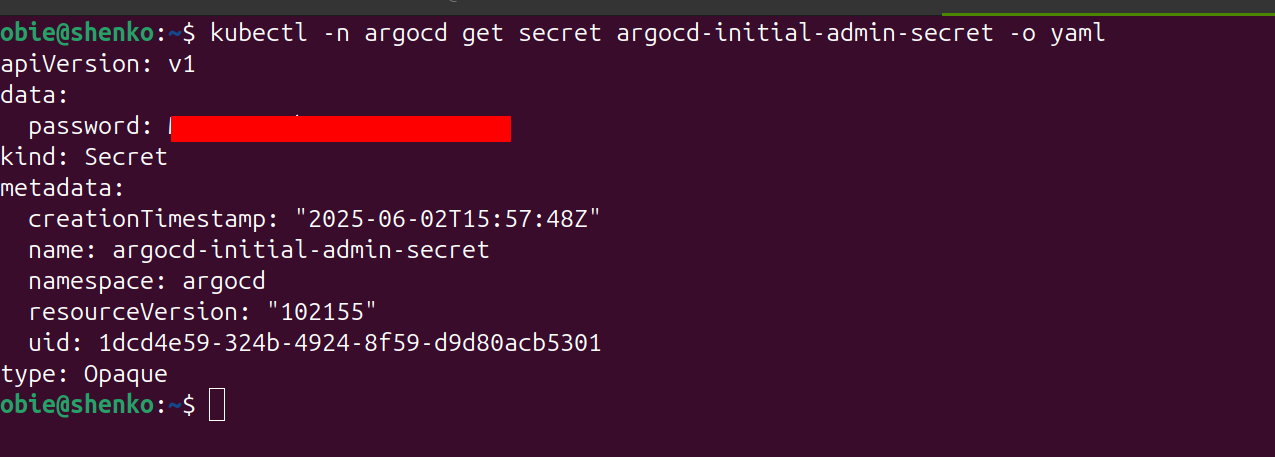 obie@shenko:~$ kubectl -n argocd get secret argocd-initial-admin-secret -o yaml
apiVersion: v1
data:
  password:
kind: Secret
metadata:
  creationTimestamp: "2025-06-02T15:57:48Z"
  name: argocd-initial-admin-secret
  namespace: argocd
  resourceVersion: "102155"
  uid: 1dcd4e59-324b-4924-8f59-d9d80acb5301
type: Opaque
obie@shenko:~$